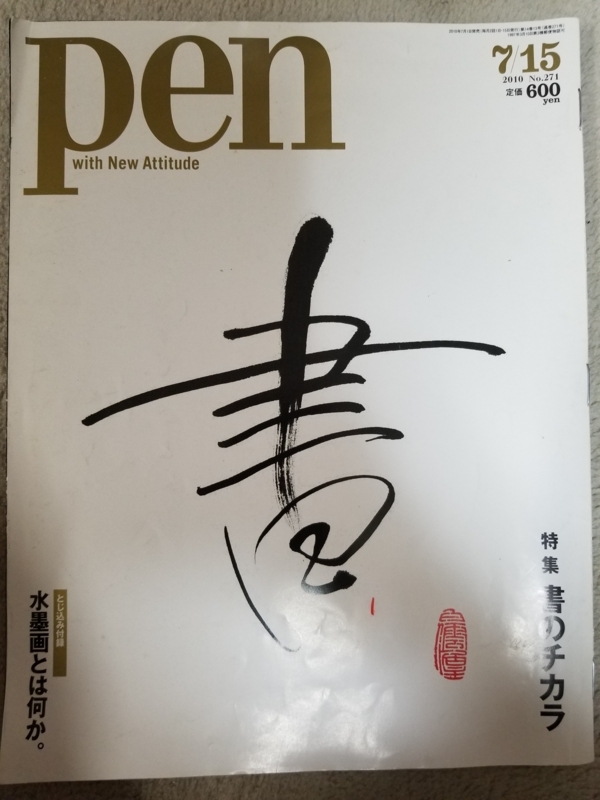 pen
with New Attitude
7/15
2010 No.271
定価 600
yen
書
特集 書のチカラ
とじ込み付録
水墨画とは何か。